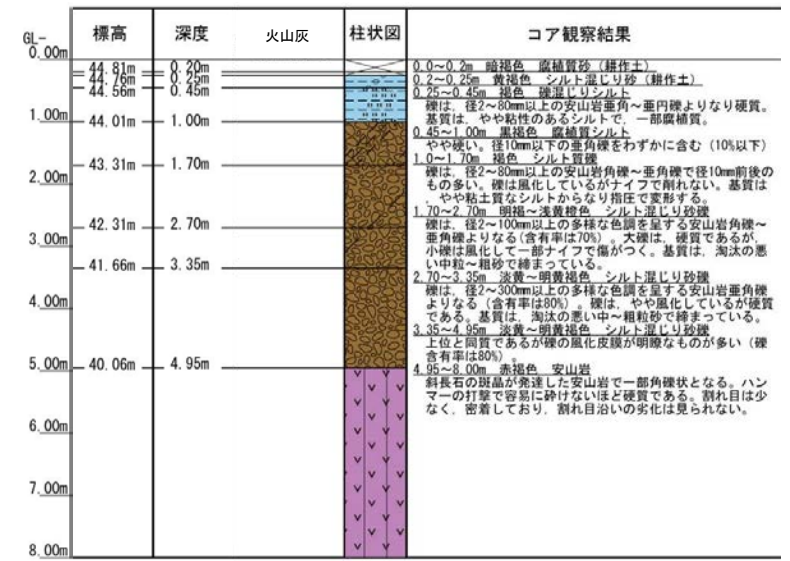 標高 深度 火山灰 柱状図 コア観察結果
GL-
0.00m
1.00m
2.00m
3.00m
4.00m
5.00m
6.00m
7.00m
8.00m
44.81m 0.20m
44.76m 0.25m
44.56m 0.45m
44.01m 1.00m
43.31m 1.70m
42.31m 2.70m
41.66m 3.35m
40.06m 4.95m
0.0～0.2m 暗褐色 腐植質砂（耕作土）
0.2～0.25m 黄褐色 シルト混じり砂（耕作土）
0.25～0.45m 褐色 礫混じりシルト
礫は、径2～80mm以上の安山岩亜角～亜円礫よりなり硬質。
基質は、やや粘性のあるシルトで、一部腐植質。
0.45～1.00m 黒褐色 腐植質シルト
やや硬い。径10mm以下の亜角礫をわずかに含む（10%以下）
1.0～1.70m 褐色 シルト質礫
礫は、径2～80mm以上の安山岩角礫～亜角礫で径10mm前後の
もの多い。礫は風化しているがナイフで削れない。基質は
、やや粘土質なシルトからなり指圧で変形する。
1.70～2.70m 明褐～浅黄橙色 シルト混じり砂礫
礫は、径2～100mm以上の多様な色調を呈する安山岩角礫～
亜角礫よりなる(含有率は70%）。大礫は、硬質であるが、
小礫は風化して一部ナイフで傷がつく。基質は、淘汰の悪
い中粒～粗砂で締まっている。
2.70～3.35m 淡黄～明黄褐色 シルト混じり砂礫
礫は、径2～300mm以上の多様な色調を呈する安山岩亜角礫
よりなる（含有率は80%）。礫は、やや風化しているが硬質
である。基質は、淘汰の悪い中～粗粒砂で締まっている。
3.35～4.95m 淡黄～明黄褐色 シルト混じり砂礫
上位と同質であるが礫の風化皮膜が明瞭なものが多い（礫
含有率は80%）。
4.95～8.00m 赤褐色 安山岩
斜長石の斑晶が発達した安山岩で一部角礫状となる。ハン
マーの打撃で容易に砕けないほど硬質である。割れ目は少
なく、密着しており、割れ目沿いの劣化は見られない。